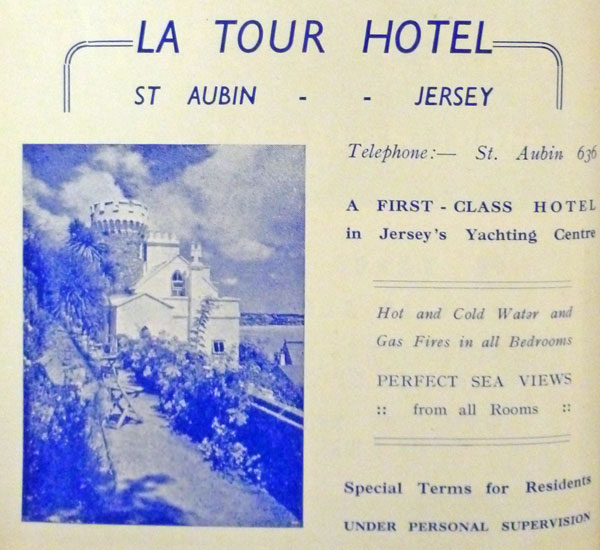 LA TOUR HOTEL
ST AUBIN - - JERSEY
Telephone:— St. Aubin 636
A FIRST - CLASS HOTEL
in Jersey's Yachting Centre
Hot and Cold Water and
Gas Fires in all Bedrooms
PERFECT SEA VIEWS
:: from all Rooms ::
Special Terms for Residents
UNDER PERSONAL SUPERVISION